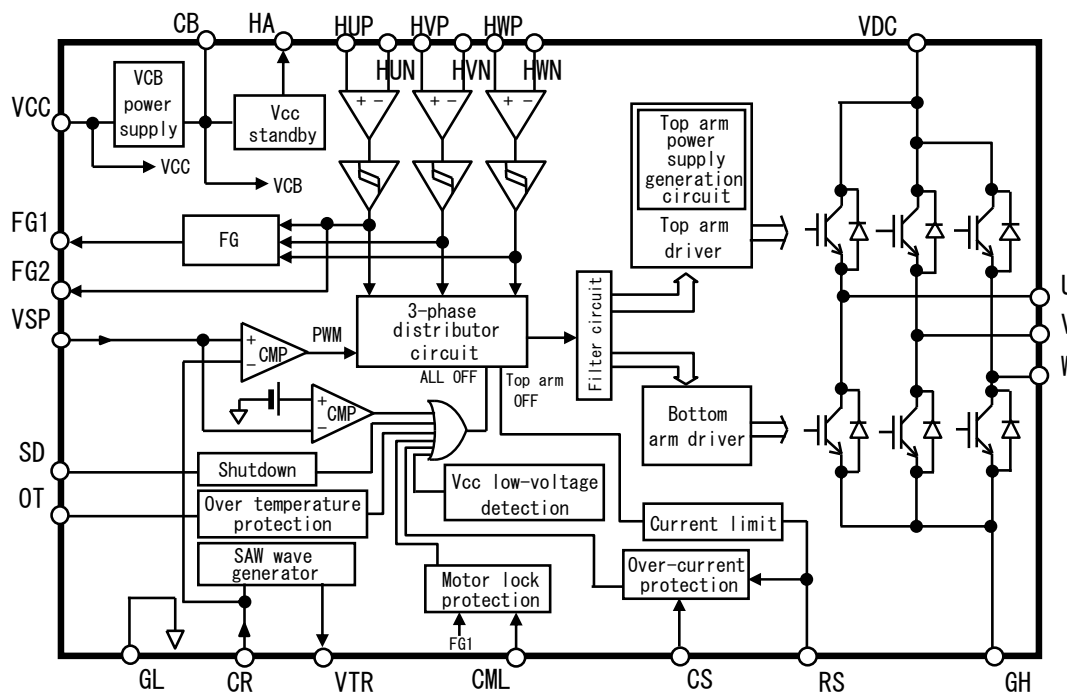 CB
HA
HUP
HVP
HWP
VDC
HUN
HVN
HWN
VCC
VCB
power
supply
Vcc
standby
VCC
VCB
+ -
+ -
+ -
Top arm
power
supply
generation
circuit
Top arm
driver
FG1
FG
FG2
VSP
+
-
CMP
PWM
3-phase
distributor
circuit
ALL OFF
Top arm
OFF
Filter circuit
U
V
W
+
-
CMP
Bottom
arm driver
SD
Shutdown
OT
Over temperature
protection
Vcc low-voltage
detection
Current limit
SAW wave
generator
Motor lock
protection
Over-current
protection
FG1
GL
CR
VTR
CML
CS
RS
GH